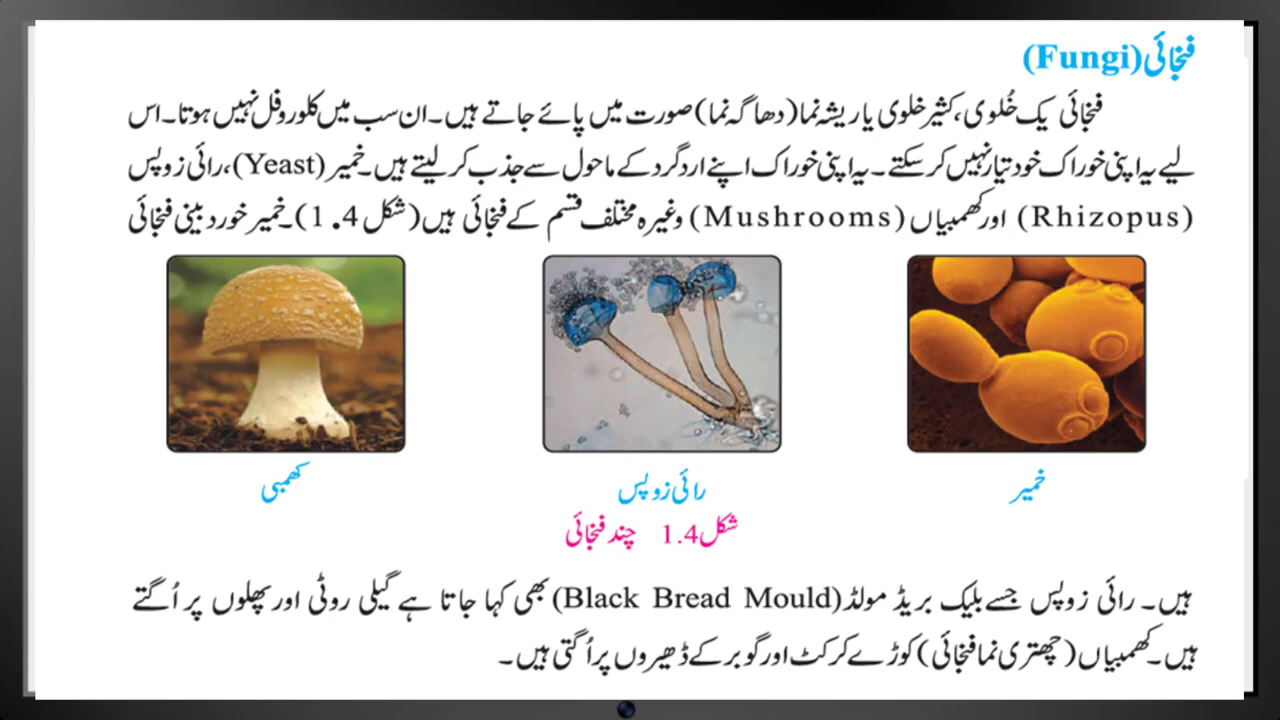 فنجائی (Fungi)
فنجائی یک خُلوی، کثیر خلوی یا ریشہ نما (دھاگہ نما) صورت میں پائے جاتے ہیں۔ ان سب میں کلوروفل نہیں ہوتا۔ اس
لیے یہ اپنی خوراک خود تیار نہیں کر سکتے۔ یہ اپنی خوراک اپنے اردگرد کے ماحول سے جذب کر لیتے ہیں۔ خمیر (Yeast)، رائی زوپس
(Rhizopus) اور کھمبیاں (Mushrooms) وغیرہ مختلف قسم کے فنجائی ہیں (شکل 1.4)۔ خمیر خورد بینی فنجائی
خمیر
رائی زوپس
کھمبی
شکل 1.4 چند فنجائی
ہیں۔ رائی زوپس جسے بلیک بریڈ مولڈ (Black Bread Mould) بھی کہا جاتا ہے گیلی روٹی اور پھلوں پر اُگتے
ہیں۔ کھمبیاں (چھتری نما فنجائی) کوڑے کرکٹ اور گوبر کے ڈھیروں پر اُگتی ہیں۔